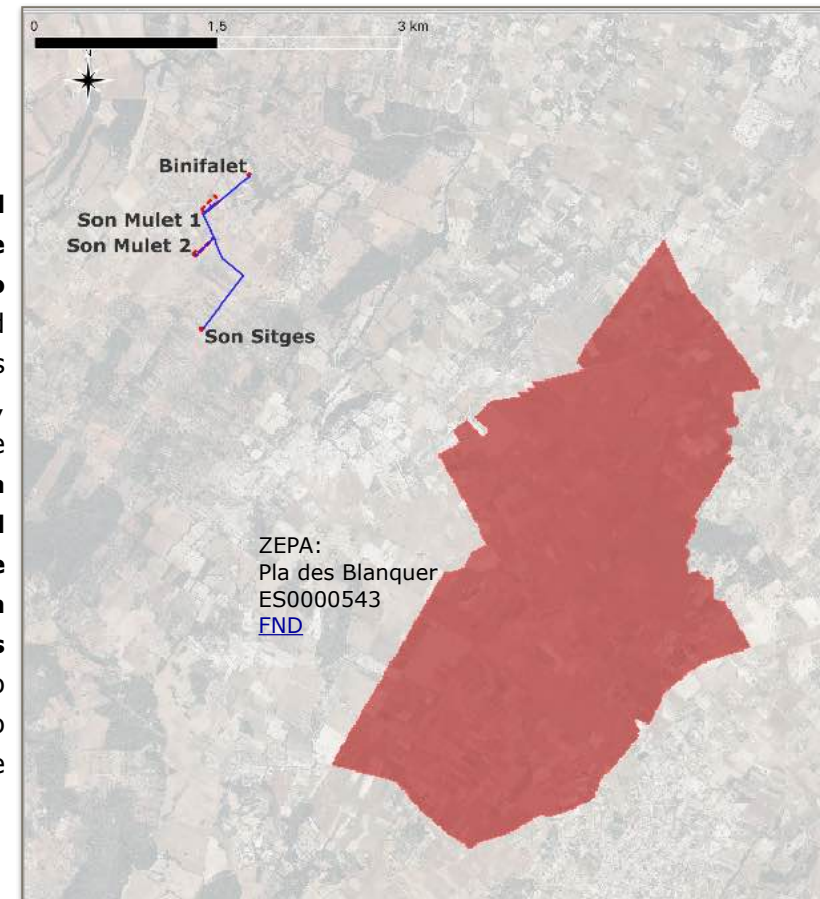 0 1,5 3 km
N
Binifalet
Son Mulet 1
Son Mulet 2
Son Sitges
ZEPA:
Pla des Blanquer
ES0000543
FND